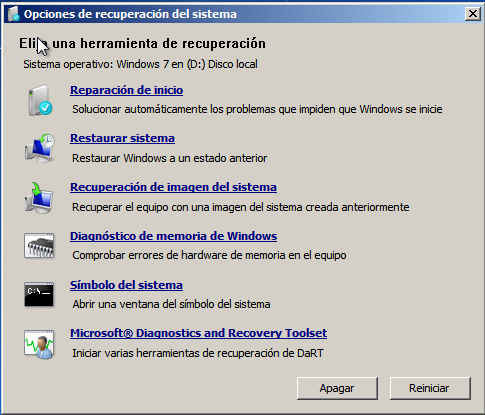 Opciones de recuperación del sistema
Elija una herramienta de recuperación
Sistema operativo: Windows 7 en (D:) Disco local
Reparación de inicio
Solucionar automáticamente los problemas que impiden que Windows se inicie
Restaurar sistema
Restaurar Windows a un estado anterior
Recuperación de imagen del sistema
Recuperar el equipo con una imagen del sistema creada anteriormente
Diagnóstico de memoria de Windows
Comprobar errores de hardware de memoria en el equipo
C:\
Símbolo del sistema
Abrir una ventana del símbolo del sistema
Microsoft® Diagnostics and Recovery Toolset
Iniciar varias herramientas de recuperación de DaRT
Apagar
Reiniciar